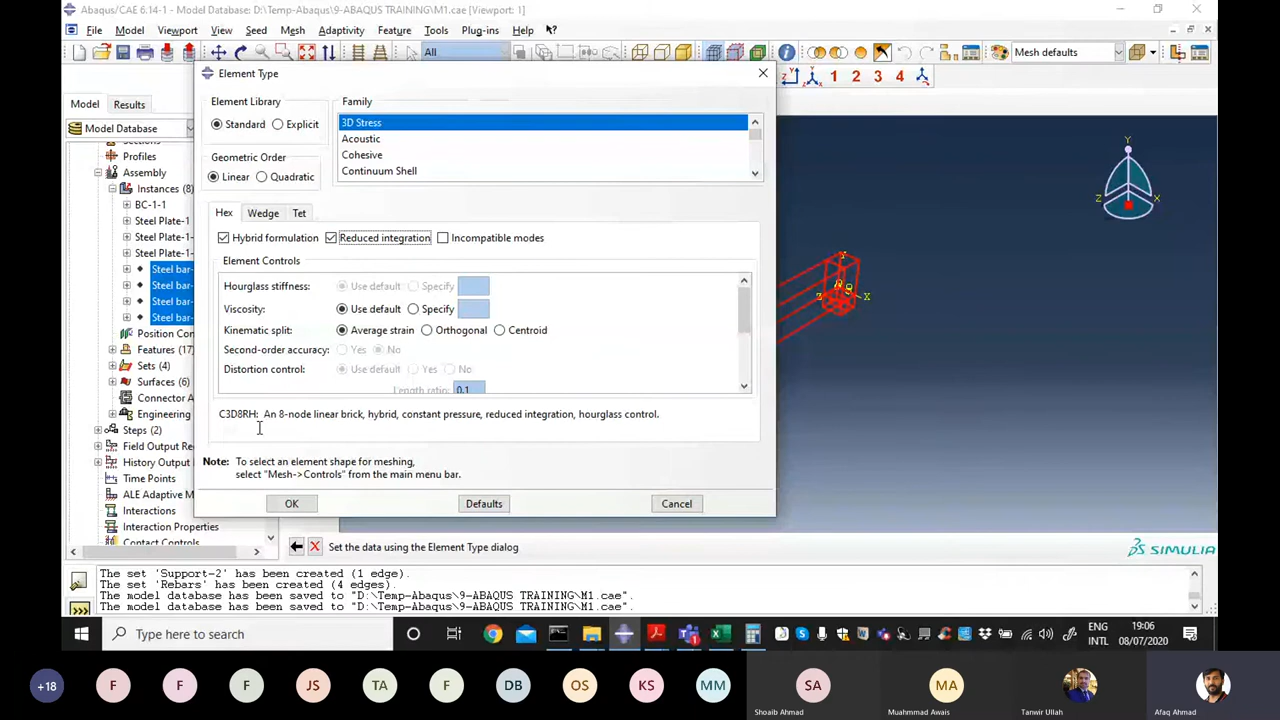 Abaqus/CAE 6.14-1 - Model Database: D:\Temp-Abaqus\9-ABAQUS TRAINING\M1.cae [Viewport: 1]
File Model Viewport View Seed Mesh Adaptivity Feature Tools Plug-ins Help
All
Mesh defaults
1 2 3 4
Model Results
Model Database
Profiles
Assembly
Instances (8)
BC-1-1
Steel Plate-1
Steel Plate-1
Steel Plate-1
Steel bar-
Steel bar-
Steel bar-
Steel bar-
Position Con
Features (17)
Sets (4)
Surfaces (6)
Connector A
Engineering
Steps (2)
Field Output
History Output
Time Points
ALE Adaptive M
Interactions
Interaction Properties
Contact Controls
Element Type
Element Library
Standard Explicit
Geometric Order
Linear Quadratic
Family
3D Stress
Acoustic
Cohesive
Continuum Shell
Hex Wedge Tet
Hybrid formulation Reduced integration Incompatible modes
Element Controls
Hourglass stiffness: Use default Specify
Viscosity: Use default Specify
Kinematic split: Average strain Orthogonal Centroid
Second-order accuracy: Yes No
Distortion control: Use default Yes No
Length ratio: 0.1
C3D8RH: An 8-node linear brick, hybrid, constant pressure, reduced integration, hourglass control.
Note: To select an element shape for meshing,
select "Mesh->Controls" from the main menu bar.
OK Defaults Cancel
Y
Z X
Y
Z X
Set the data using the Element Type dialog
SIMULIA
The set 'Support-2' has been created (1 edge).
The set 'Rebars' has been created (4 edges).
The model database has been saved to "D:\Temp-Abaqus\9-ABAQUS TRAINING\M1.cae".
The model database has been saved to "D:\Temp-Abaqus\9-ABAQUS TRAINING\M1.cae".
>>>
Type here to search
ENG
INTL
19:06
08/07/2020
+18 F F F JS TA F DB OS KS MM SA MA
Shoaib Ahmad Muahmmad Awais Tanwir Ullah Afaq Ahmad